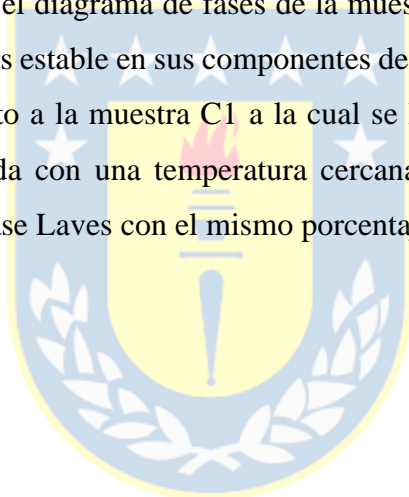 el diagrama de fases de la mues
s estable en sus componentes de
to a la muestra C1 a la cual se
da con una temperatura cercana
ase Laves con el mismo porcenta